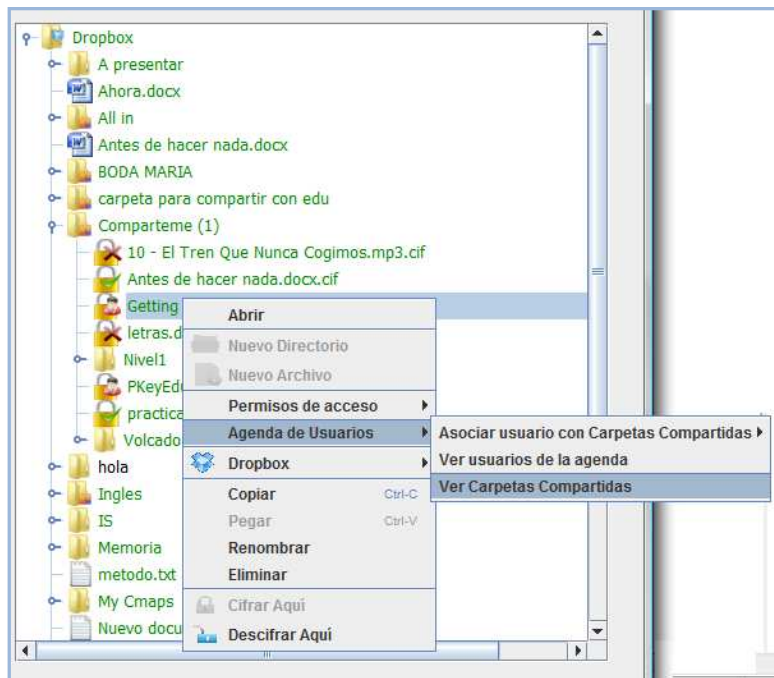 Dropbox
A presentar
Ahora.docx
All in
Antes de hacer nada.docx
BODA MARIA
carpeta para compartir con edu
Comparteme (1)
10 - El Tren Que Nunca Cogimos.mp3.cif
Antes de hacer nada.docx.cif
Getting
letras.d
Nivel1
PKeyEd
practica
Volcado
hola
Ingles
IS
Memoria
metodo.txt
My Cmaps
Nuevo docu
Abrir
Nuevo Directorio
Nuevo Archivo
Permisos de acceso
Agenda de Usuarios
Dropbox
Copiar Ctrl-C
Pegar Ctrl-V
Renombrar
Eliminar
Cifrar Aquí
Descifrar Aquí
Asociar usuario con Carpetas Compartidas
Ver usuarios de la agenda
Ver Carpetas Compartidas